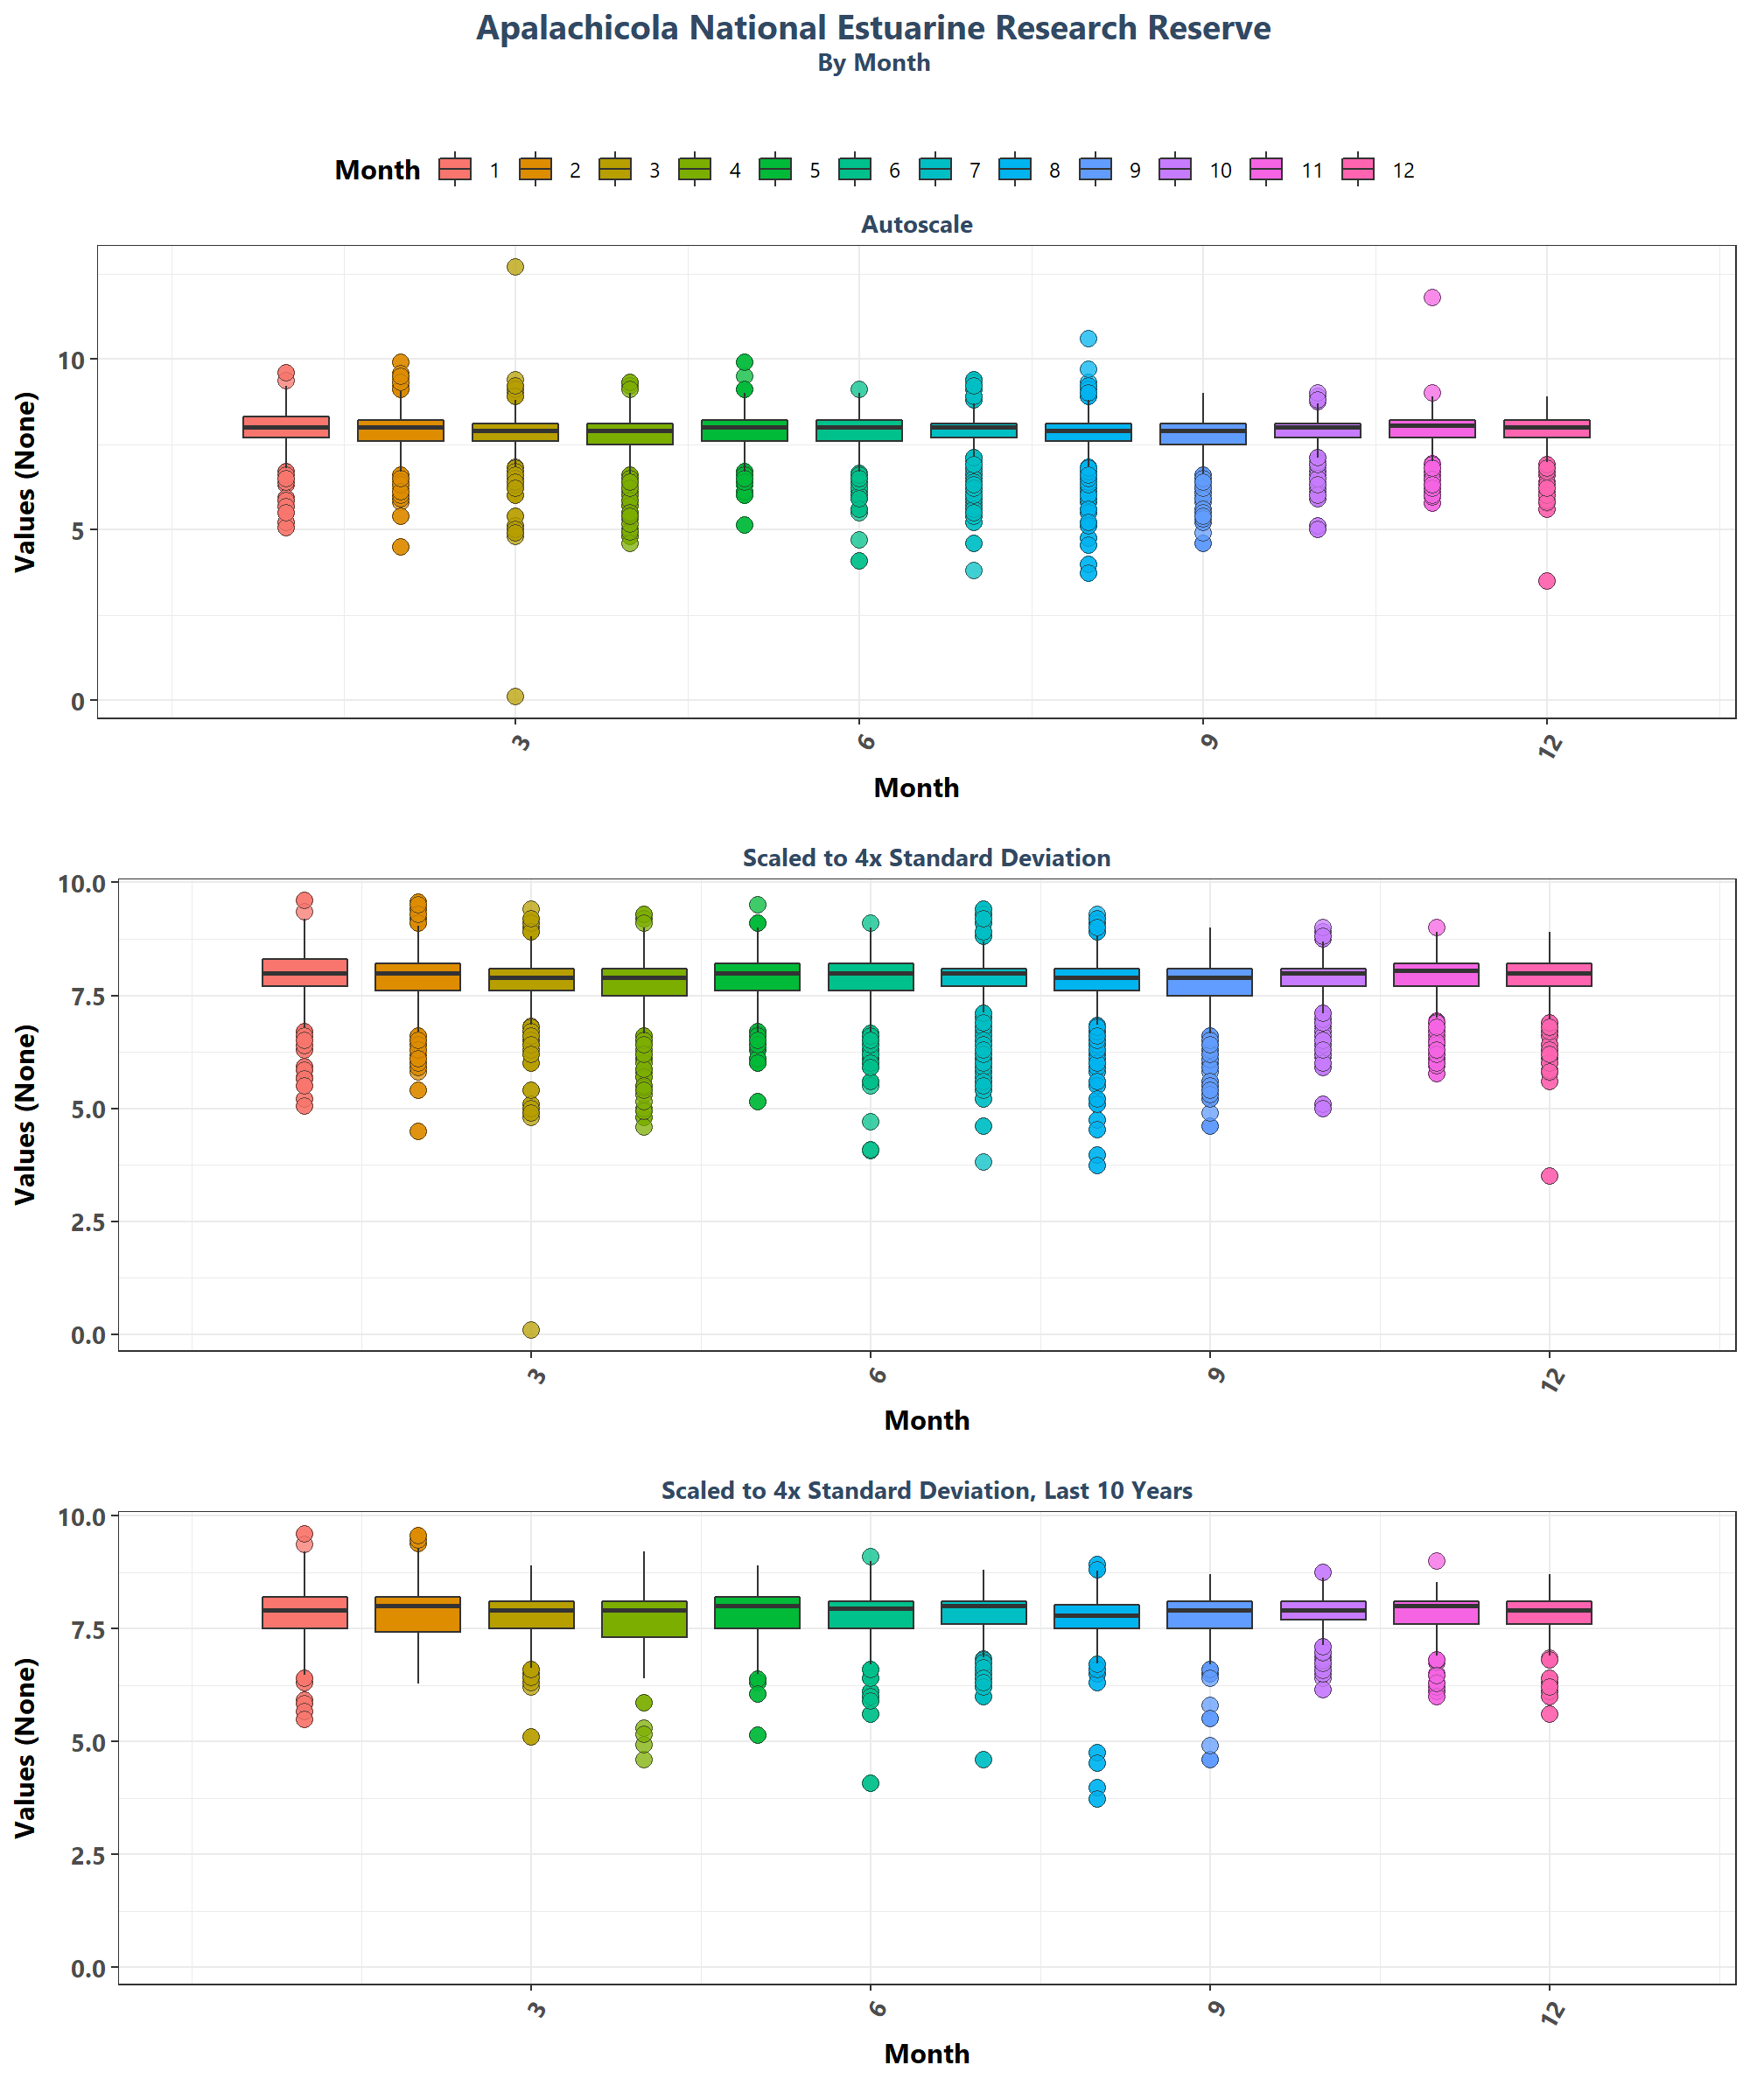 Apalachicola National Estuarine Research Reserve
By Month
Month 1 2 3 4 5 6 7 8 9 10 11 12
Autoscale
Values (None)
10
5
0
3 6 9 12
Month
Scaled to 4x Standard Deviation
Values (None)
10.0
7.5
5.0
2.5
0.0
3 6 9 12
Month
Scaled to 4x Standard Deviation, Last 10 Years
Values (None)
10.0
7.5
5.0
2.5
0.0
3 6 9 12
Month